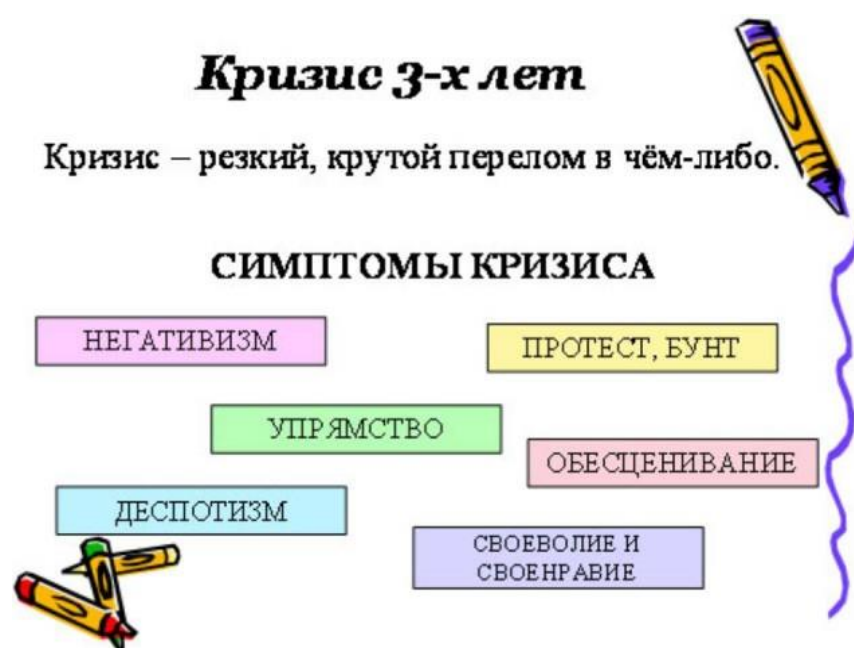 Кризис 3-х лет
Кризис – резкий, крутой перелом в чём-либо.
СИМПТОМЫ КРИЗИСА
НЕГАТИВИЗМ
ПРОТЕСТ, БУНТ
УПРЯМСТВО
ОБЕСЦЕНИВАНИЕ
ДЕСПОТИЗМ
СВОЕВОЛИЕ И
СВОЕНРАВИЕ